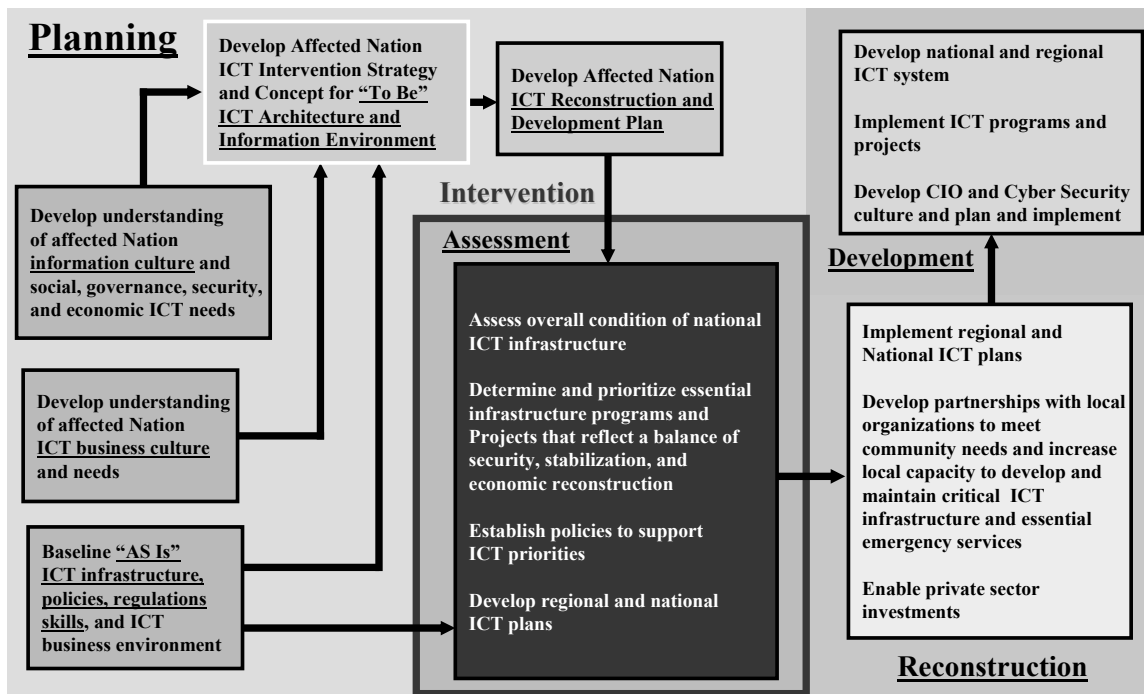 Planning
Develop Affected Nation
ICT Intervention Strategy
and Concept for “To Be”
ICT Architecture and
Information Environment
Develop Affected Nation
ICT Reconstruction and
Development Plan
Develop national and regional
ICT system
Implement ICT programs and
projects
Develop CIO and Cyber Security
culture and plan and implement
Develop understanding
of affected Nation
information culture and
social, governance, security,
and economic ICT needs
Develop understanding
of affected Nation
ICT business culture
and needs
Baseline “AS Is”
ICT infrastructure,
policies, regulations
skills, and ICT
business environment
Intervention
Assessment
Assess overall condition of national
ICT infrastructure
Determine and prioritize essential
infrastructure programs and
Projects that reflect a balance of
security, stabilization, and
economic reconstruction
Establish policies to support
ICT priorities
Develop regional and national
ICT plans
Development
Implement regional and
National ICT plans
Develop partnerships with local
organizations to meet
community needs and increase
local capacity to develop and
maintain critical ICT
infrastructure and essential
emergency services
Enable private sector
investments
Reconstruction